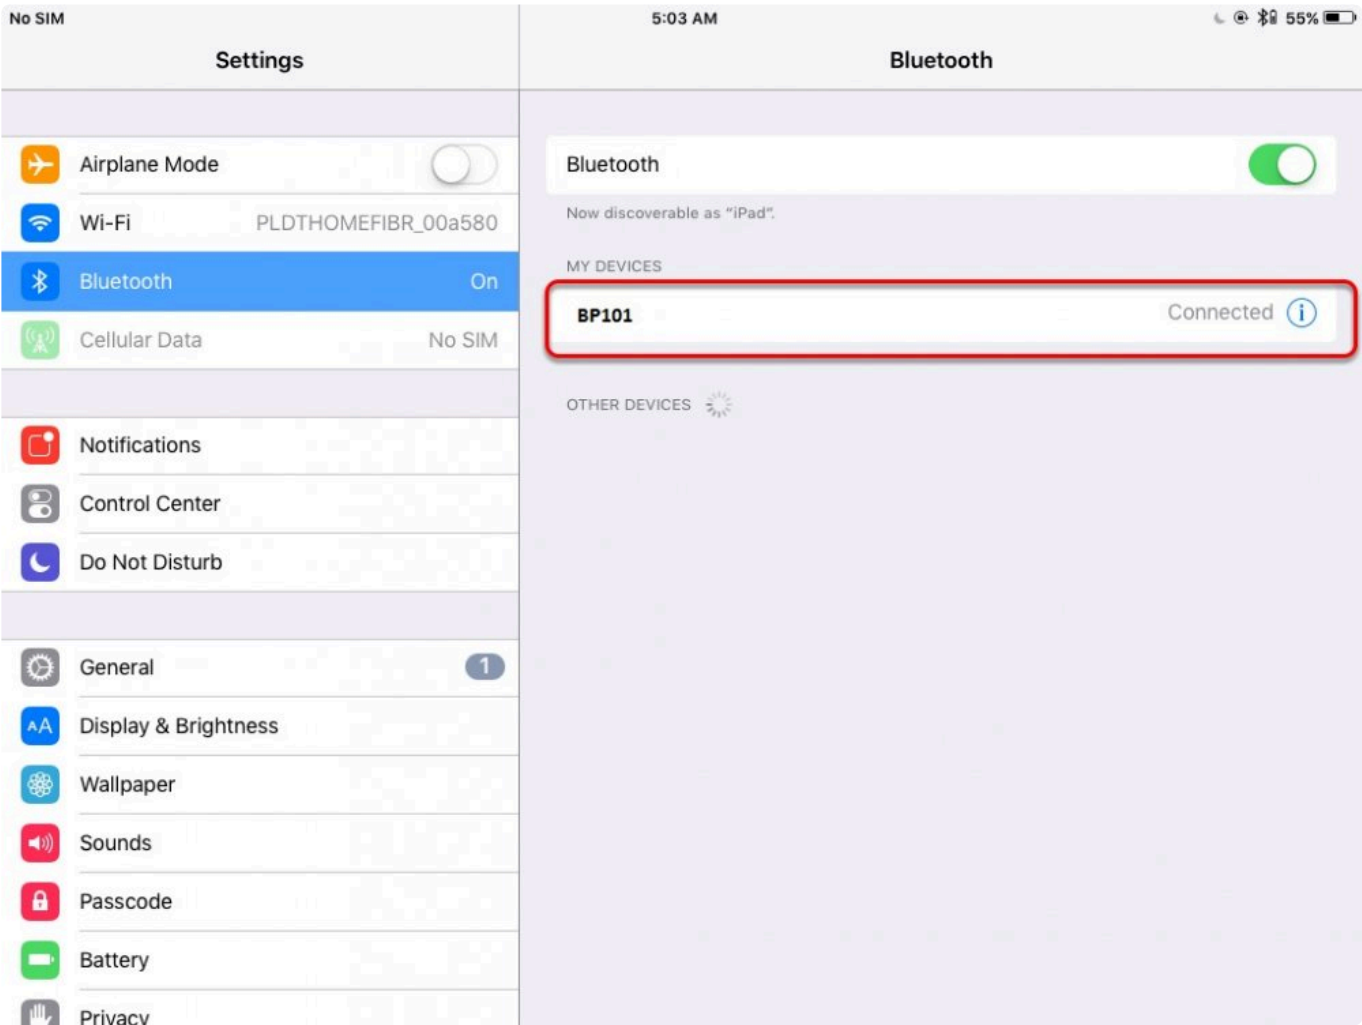 No SIM
5:03 AM
55%
Settings
Bluetooth
Airplane Mode
Wi-Fi PLDTHOMEFIBR_00a580
Bluetooth On
Cellular Data No SIM
Notifications
Control Center
Do Not Disturb
General 1
AA Display & Brightness
Wallpaper
Sounds
Passcode
Battery
Privacy
Bluetooth
Now discoverable as “iPad”.
MY DEVICES
BP101 Connected i
OTHER DEVICES